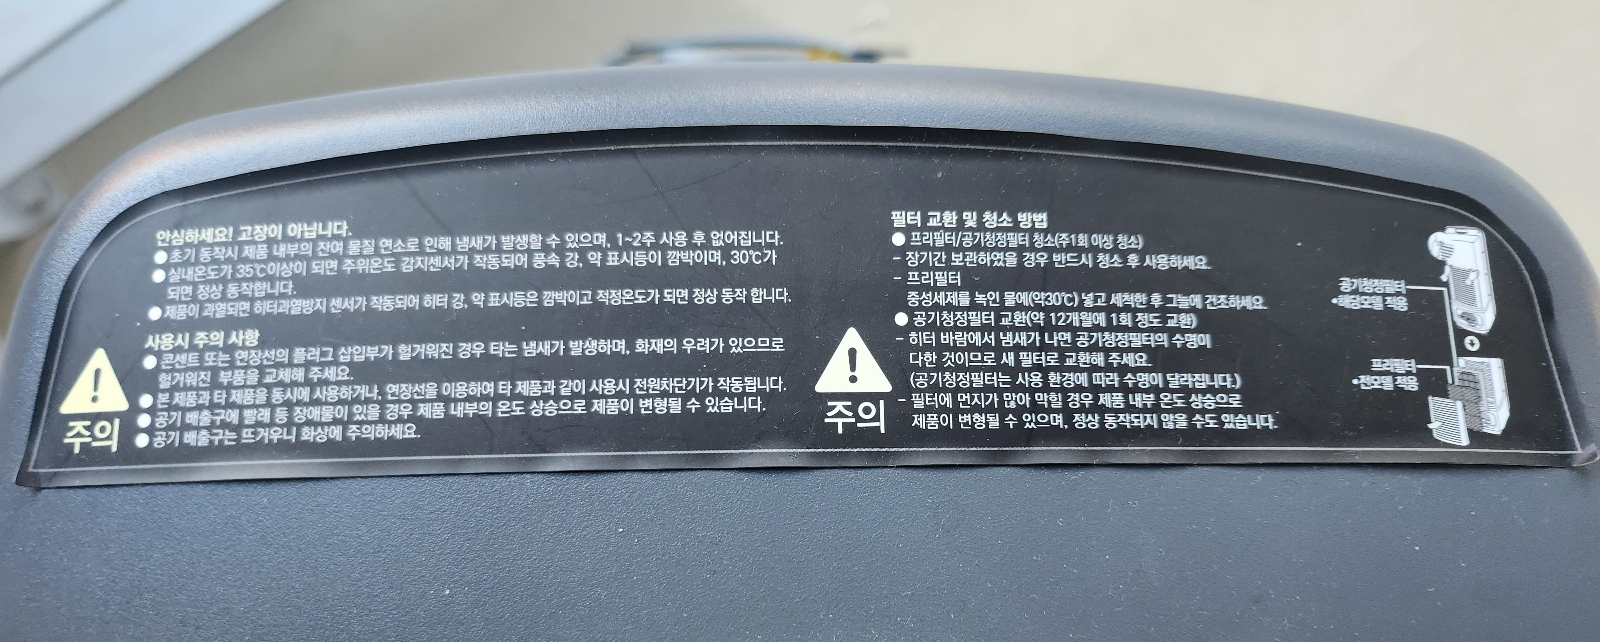 안심하세요! 고장이 아닙니다.
● 초기 동작시 제품 내부의 잔여 물질 연소로 인해 냄새가 발생할 수 있으며, 1~2주 사용 후 없어집니다.
● 실내온도가 35℃이상이 되면 주위온도 감지센서가 작동되어 풍속 강, 약 표시등이 깜박이며, 30℃가
되면 정상 동작합니다.
● 제품이 과열되면 히터과열방지 센서가 작동되어 히터 강, 약 표시등은 깜박이고 적정온도가 되면 정상 동작 합니다.
사용시 주의 사항
● 콘센트 또는 연장선의 플러그 삽입부가 헐거워진 경우 타는 냄새가 발생하며, 화재의 우려가 있으므로
헐거워진 부품을 교체해 주세요.
● 본 제품과 타 제품을 동시에 사용하거나, 연장선을 이용하여 타 제품과 같이 사용시 전원차단기가 작동됩니다.
● 공기 배출구에 빨래 등 장애물이 있을 경우 제품 내부의 온도 상승으로 제품이 변형될 수 있습니다.
● 공기 배출구는 뜨거우니 화상에 주의하세요.
주의
필터 교환 및 청소 방법
● 프리필터/공기청정필터 청소(주1회 이상 청소)
- 장기간 보관하였을 경우 반드시 청소 후 사용하세요.
- 프리필터
중성세제를 녹인 물에(약30℃) 넣고 세척한 후 그늘에 건조하세요.
● 공기청정필터 교환(약 12개월에 1회 정도 교환)
- 히터 바람에서 냄새가 나면 공기청정필터의 수명이
다한 것이므로 새 필터로 교환해 주세요.
(공기청정필터는 사용 환경에 따라 수명이 달라집니다.)
- 필터에 먼지가 많아 막힐 경우 제품 내부 온도 상승으로
제품이 변형될 수 있으며, 정상 동작되지 않을 수도 있습니다.
주의
공기청정필터
*해당모델 적용
프리필터
*전모델 적용